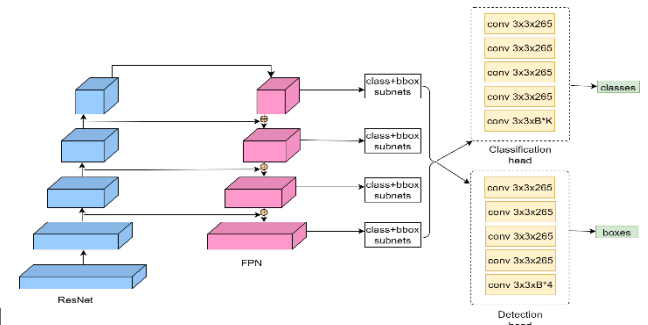 class+bbox
subnets
class+bbox
subnets
class+bbox
subnets
class+bbox
subnets
ResNet
FPN
conv 3x3x265
conv 3x3x265
conv 3x3x265
conv 3x3x265
conv 3x3xB*K
Classification
head
classes
conv 3x3x265
conv 3x3x265
conv 3x3x265
conv 3x3x265
conv 3x3xB*4
Detection
head
boxes